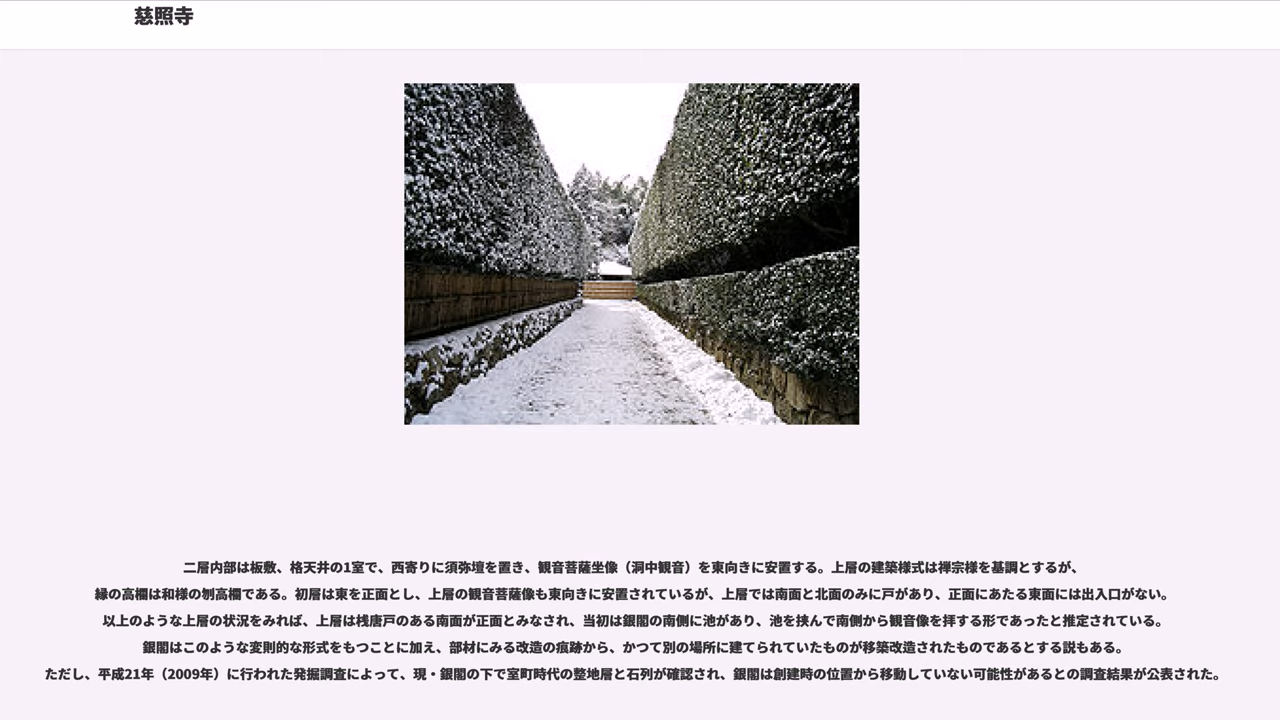 慈照寺
二層内部は板敷、格天井の1室で、西寄りに須弥壇を置き、観音菩薩坐像（洞中観音）を東向きに安置する。上層の建築様式は禅宗様を基調とするが、
縁の高欄は和様の刎高欄である。初層は東を正面とし、上層の観音菩薩像も東向きに安置されているが、上層では南面と北面のみに戸があり、正面にあたる東面には出入口がない。
以上のような上層の状況をみれば、上層は桟唐戸のある南面が正面とみなされ、当初は銀閣の南側に池があり、池を挟んで南側から観音像を拝する形であったと推定されている。
銀閣はこのような変則的な形式をもつことに加え、部材にみる改造の痕跡から、かつて別の場所に建てられていたものが移築改造されたものであるとする説もある。
ただし、平成21年（2009年）に行われた発掘調査によって、現・銀閣の下で室町時代の整地層と石列が確認され、銀閣は創建時の位置から移動していない可能性があるとの調査結果が公表された。